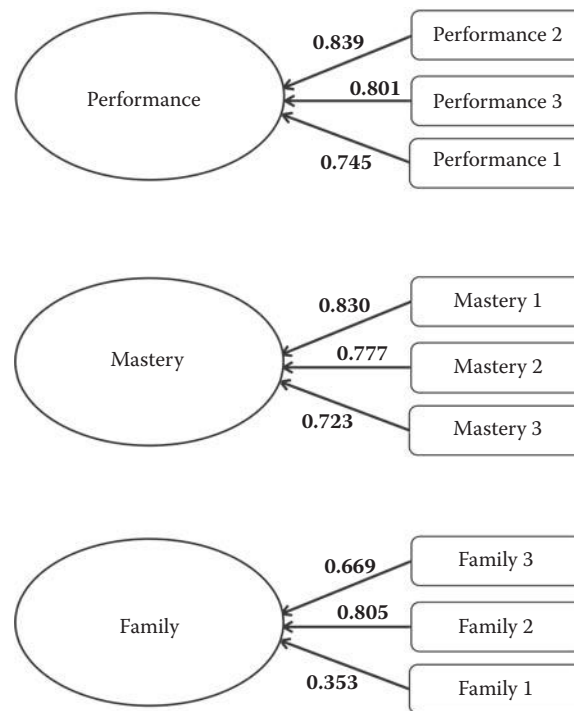 Performance 2
0.839
Performance
0.801
Performance 3
0.745
Performance 1
Mastery 1
0.830
Mastery
0.777
Mastery 2
0.723
Mastery 3
Family 3
0.669
Family
0.805
Family 2
0.353
Family 1